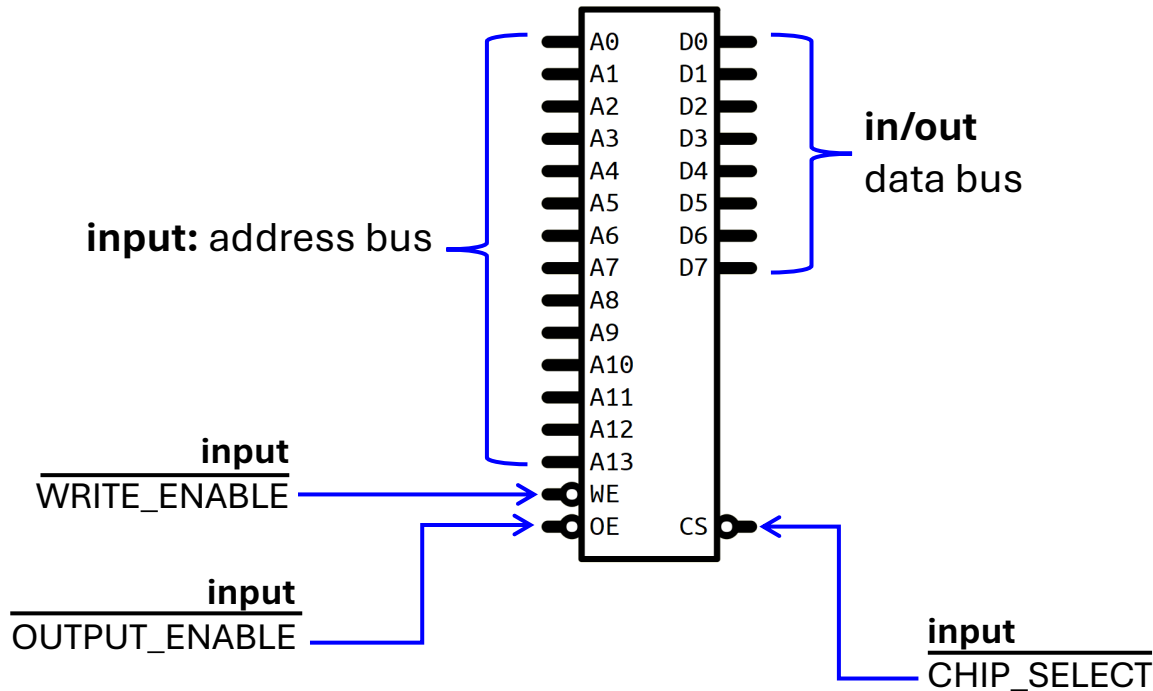 A0 D0
A1 D1
A2 D2
A3 D3
A4 D4
A5 D5
A6 D6
A7 D7
A8
A9
A10
A11
A12
A13
WE
OE CS
in/out
data bus
input: address bus
input
WRITE_ENABLE
input
OUTPUT_ENABLE
input
CHIP_SELECT